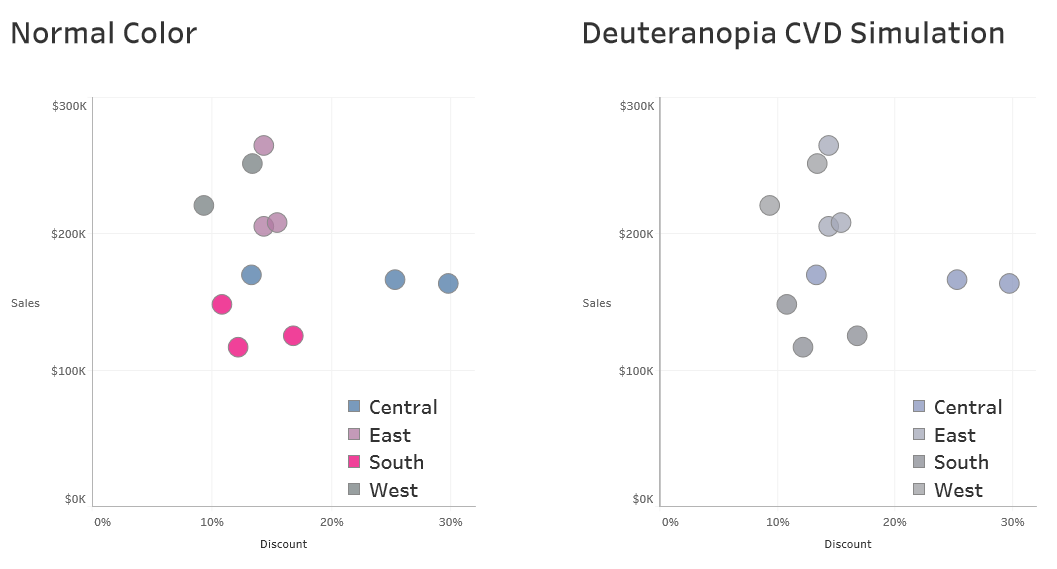 Normal Color
$300K
$200K
Sales
$100K
Central
East
South
West
$0K
0%
10%
20%
30%
Discount
Deuteranopia CVD Simulation
$300K
$200K
Sales
$100K
Central
East
South
West
$0K
0%
10%
20%
30%
Discount